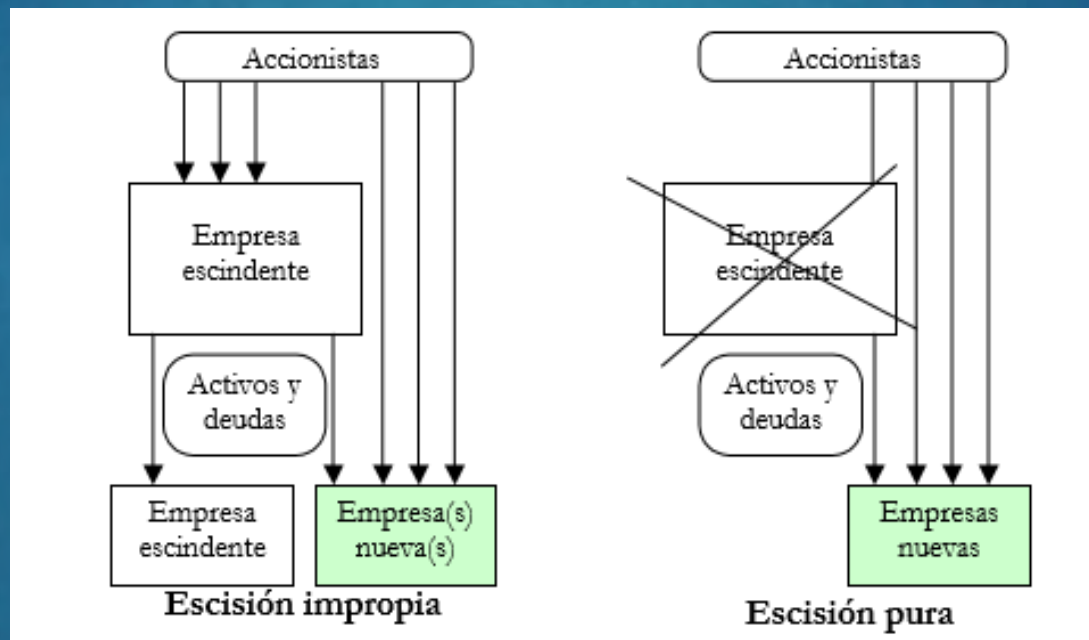 Accionistas
Empresa
escindente
Activos y
deudas
Empresa
escindente
Empresa(s)
nueva(s)
Escisión impropia
Accionistas
Empresa
escindente
Activos y
deudas
Empresas
nuevas
Escisión pura